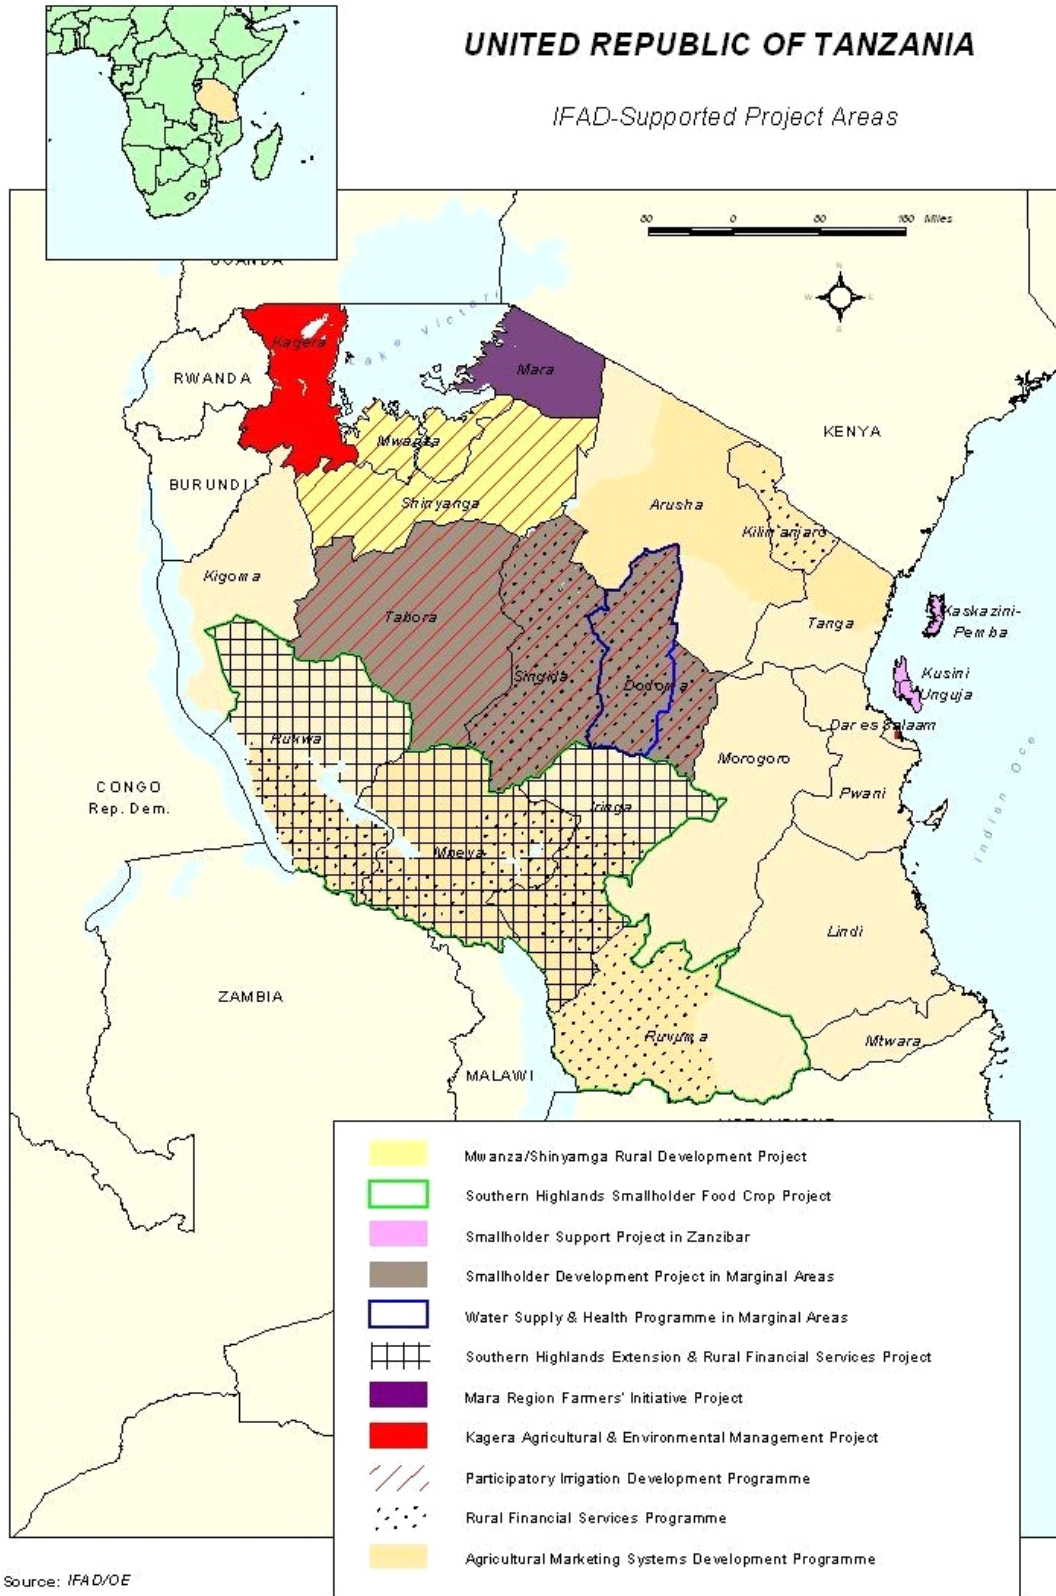 UNITED REPUBLIC OF TANZANIA
IFAD-Supported Project Areas
80 0 80 160 Miles
N
W E
S
UGANDA
Lake Victori
Kagera
Mara
RWANDA
KENYA
Mwanza
BURUNDI
Shinyanga
Arusha
Kilimanjaro
Kigoma
Tabora
Tanga
Kaskazini-
Pemba
Singida
Dodoma
Kusini
Unguja
Rukwa
Dar es Salaam
Morogoro
CONGO
Rep. Dem.
Pwani
Iringa
Indian Oce
Mbeya
Lindi
ZAMBIA
Ruvuma
Mtwara
MALAWI
Mwanza/Shinyamga Rural Development Project
Southern Highlands Smallholder Food Crop Project
Smallholder Support Project in Zanzibar
Smallholder Development Project in Marginal Areas
Water Supply & Health Programme in Marginal Areas
Southern Highlands Extension & Rural Financial Services Project
Mara Region Farmers' Initiative Project
Kagera Agricultural & Environmental Management Project
Participatory Irrigation Development Programme
Rural Financial Services Programme
Agricultural Marketing Systems Development Programme
Source: IFAD/OE